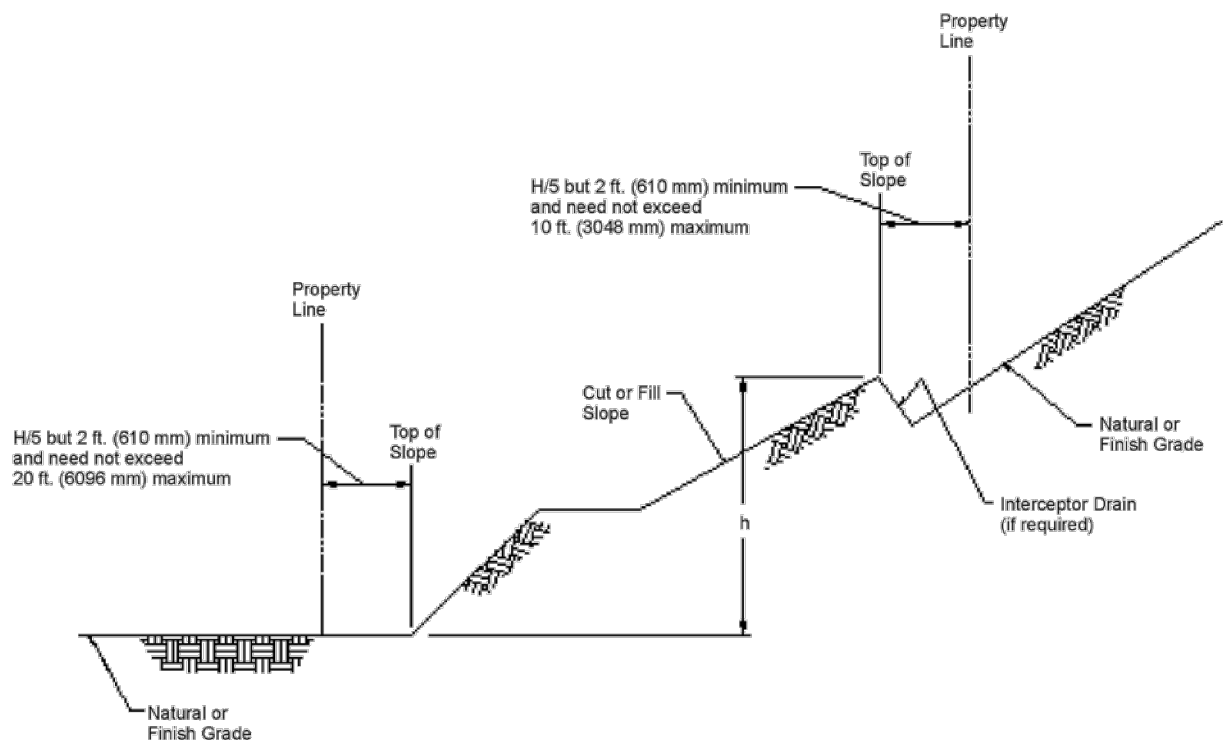 Property
Line
Top of
Slope
H/5 but 2 ft. (610 mm) minimum
and need not exceed
10 ft. (3048 mm) maximum
Property
Line
Cut or Fill
Slope
Natural or
Finish Grade
H/5 but 2 ft. (610 mm) minimum
and need not exceed
20 ft. (6096 mm) maximum
Top of
Slope
h
Interceptor Drain
(if required)
Natural or
Finish Grade